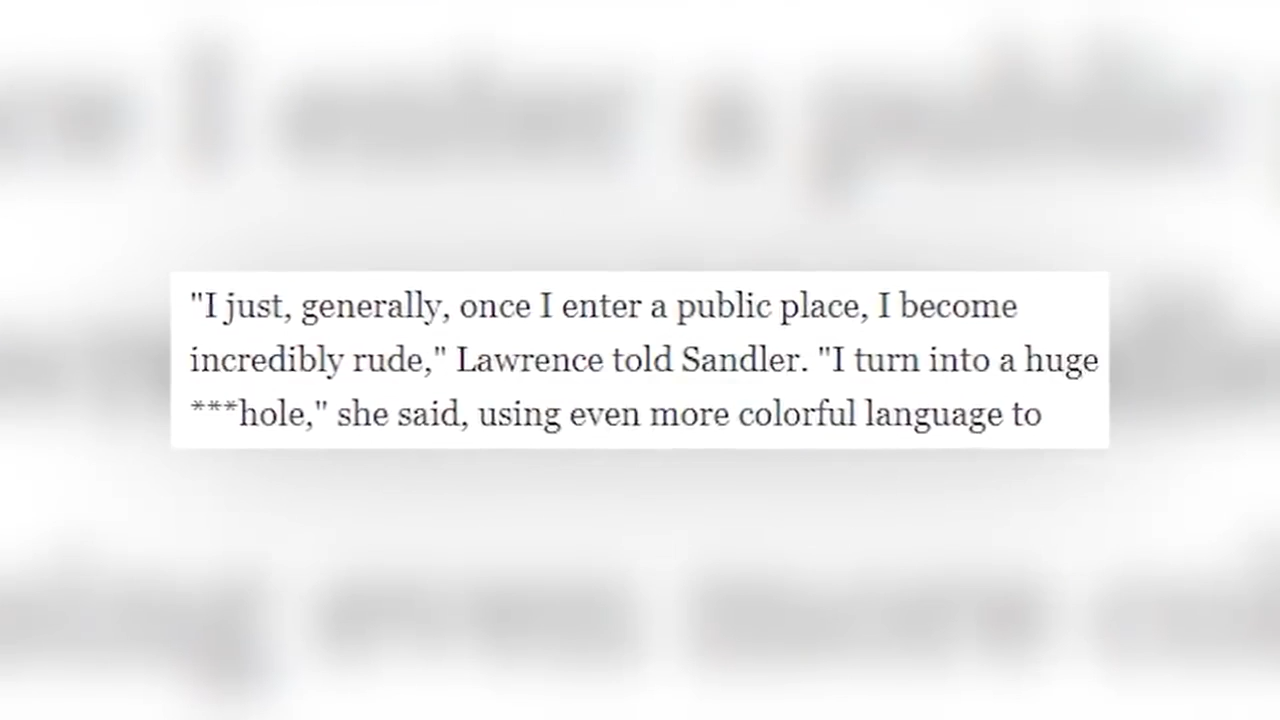 "I just, generally, once I enter a public place, I become
incredibly rude," Lawrence told Sandler. "I turn into a huge
***hole," she said, using even more colorful language to